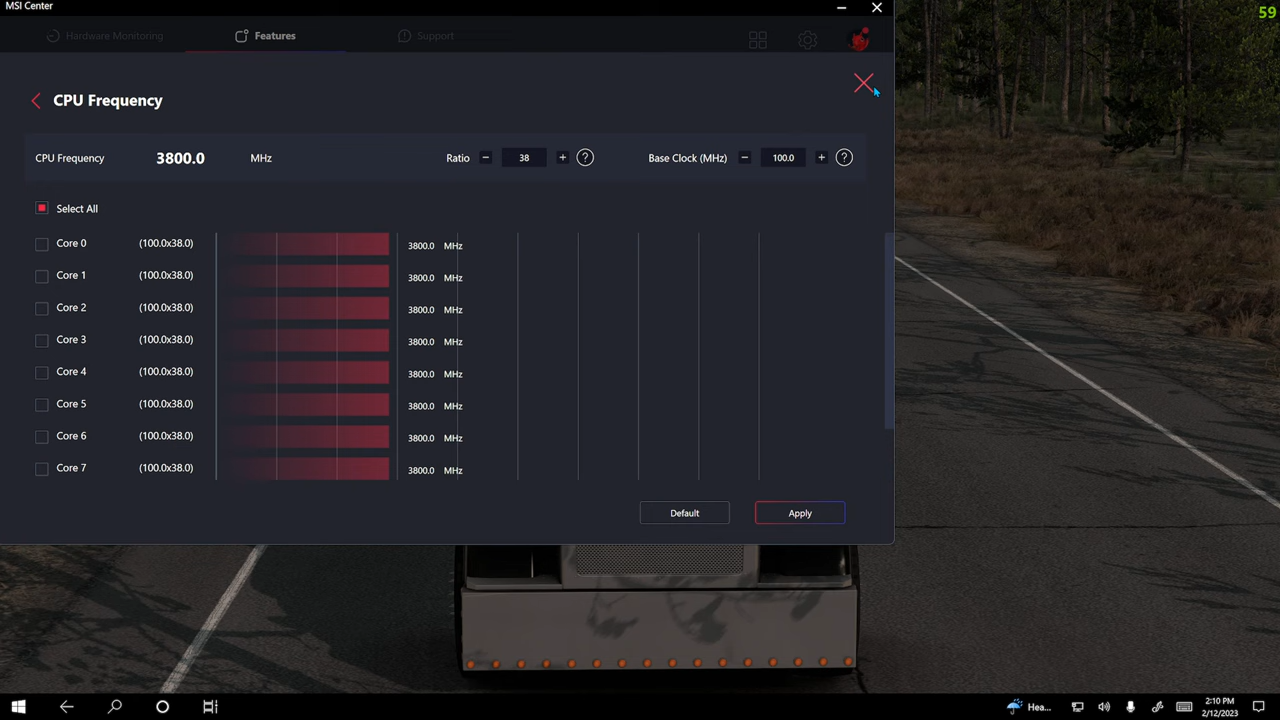 MSI Center
59
Hardware Monitoring Features Support
CPU Frequency
CPU Frequency 3800.0 MHz Ratio - 38 + ? Base Clock (MHz) - 100.0 + ?
Select All
Core 0 (100.0x38.0) 3800.0 MHz
Core 1 (100.0x38.0) 3800.0 MHz
Core 2 (100.0x38.0) 3800.0 MHz
Core 3 (100.0x38.0) 3800.0 MHz
Core 4 (100.0x38.0) 3800.0 MHz
Core 5 (100.0x38.0) 3800.0 MHz
Core 6 (100.0x38.0) 3800.0 MHz
Core 7 (100.0x38.0) 3800.0 MHz
Default Apply
Hea...
2:10 PM
2/12/2023